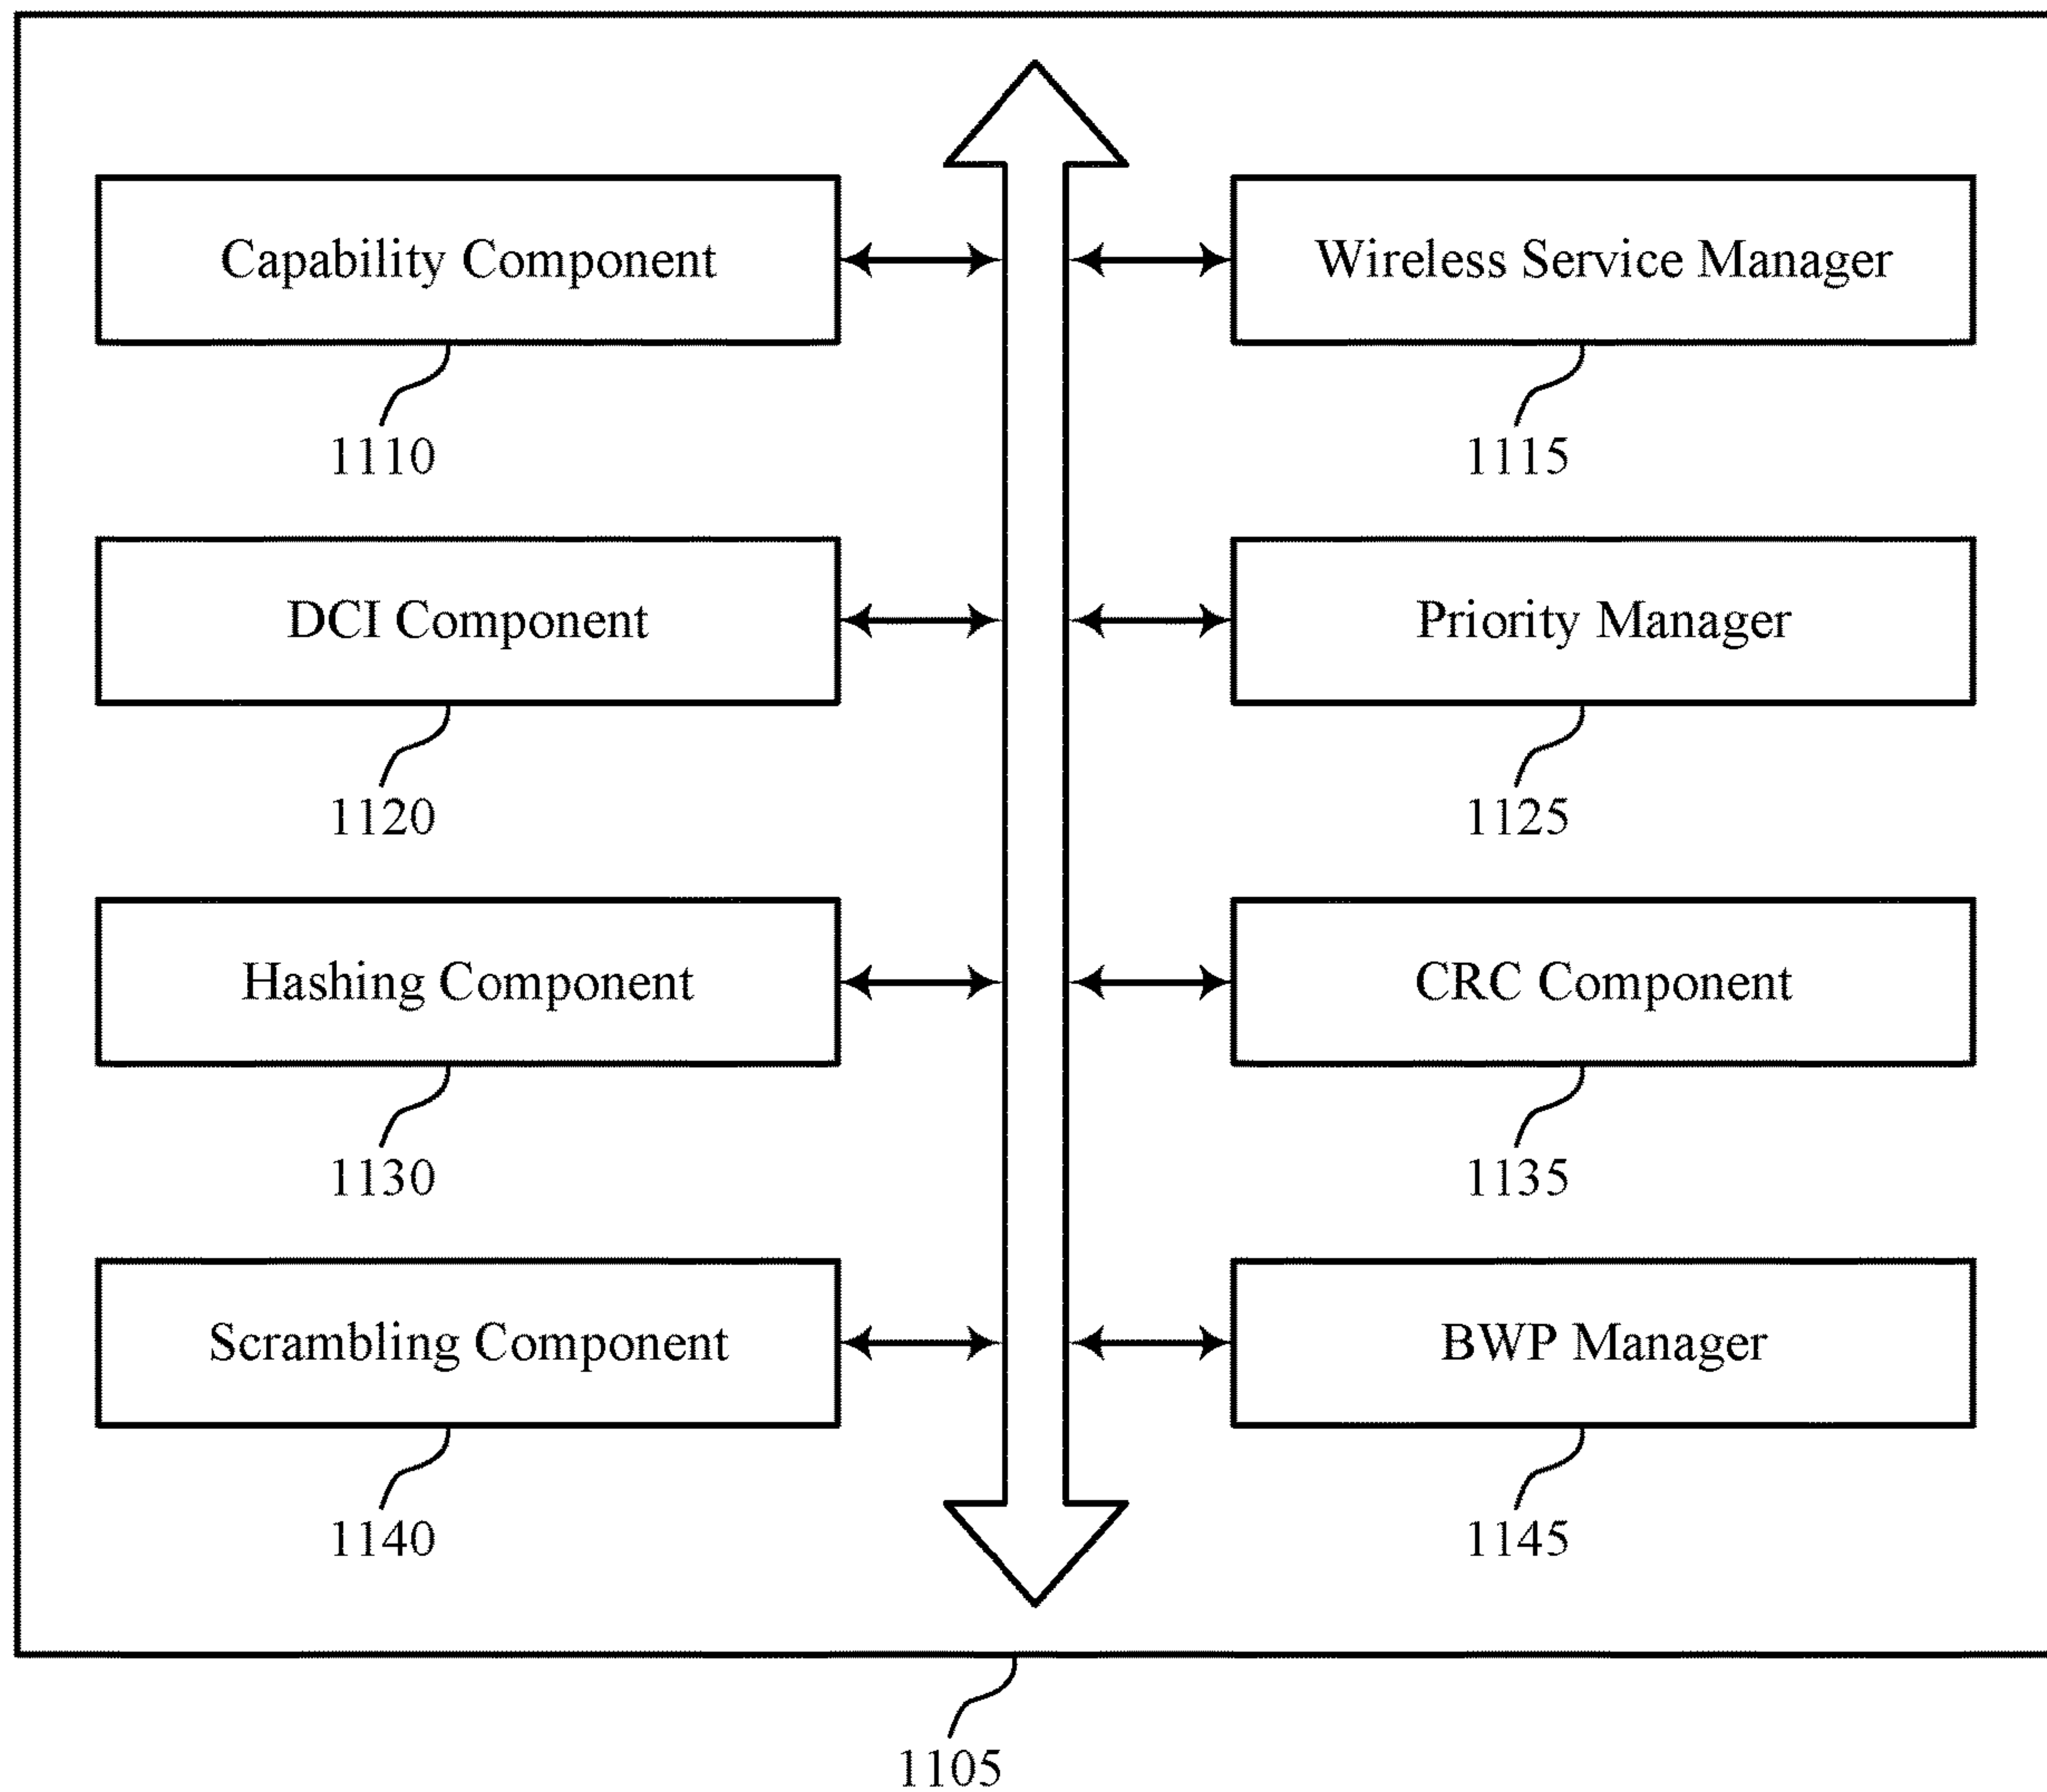 Capability Component
Wireless Service Manager
1110
1115
DCI Component
Priority Manager
1120
1125
Hashing Component
CRC Component
1130
1135
Scrambling Component
BWP Manager
1140
1145
1105